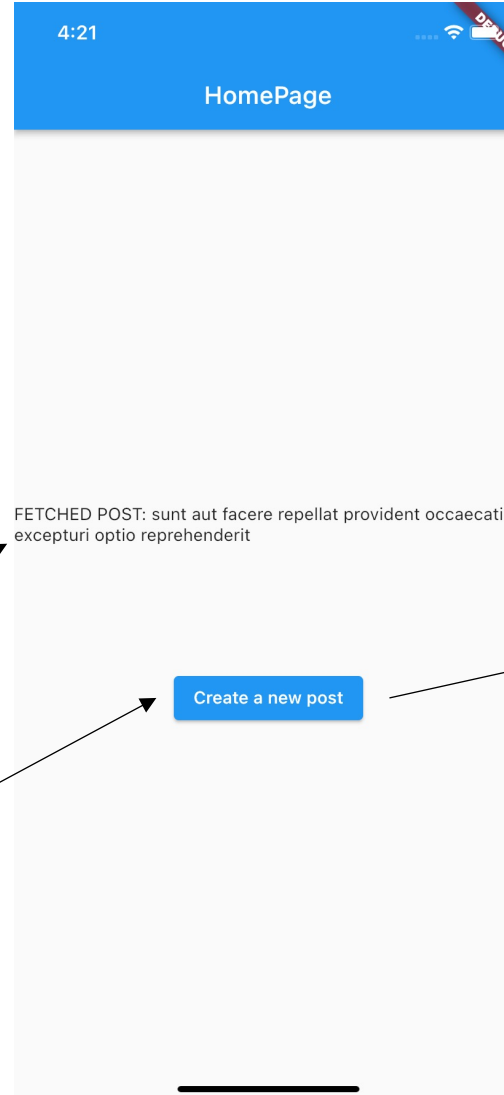 4:21
HomePage
FETCHED POST: sunt aut facere repellat provident occaecati
excepturi optio reprehenderit
Create a new post